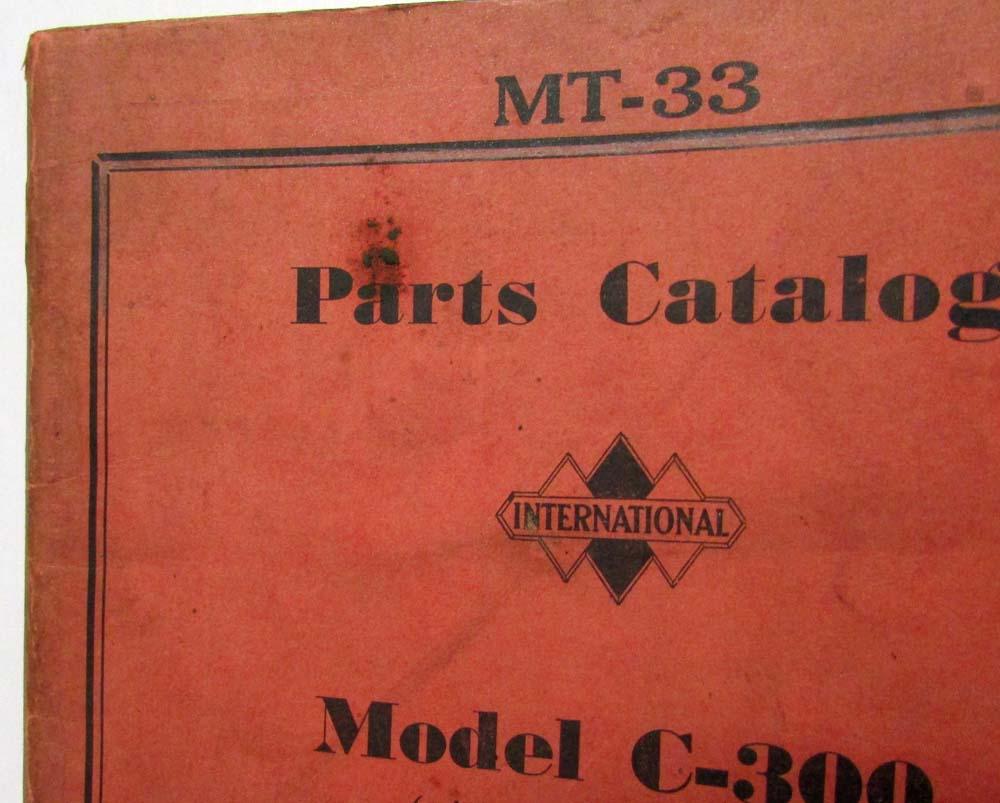 MT-33
Parts Catalog
INTERNATIONAL
Model C-300